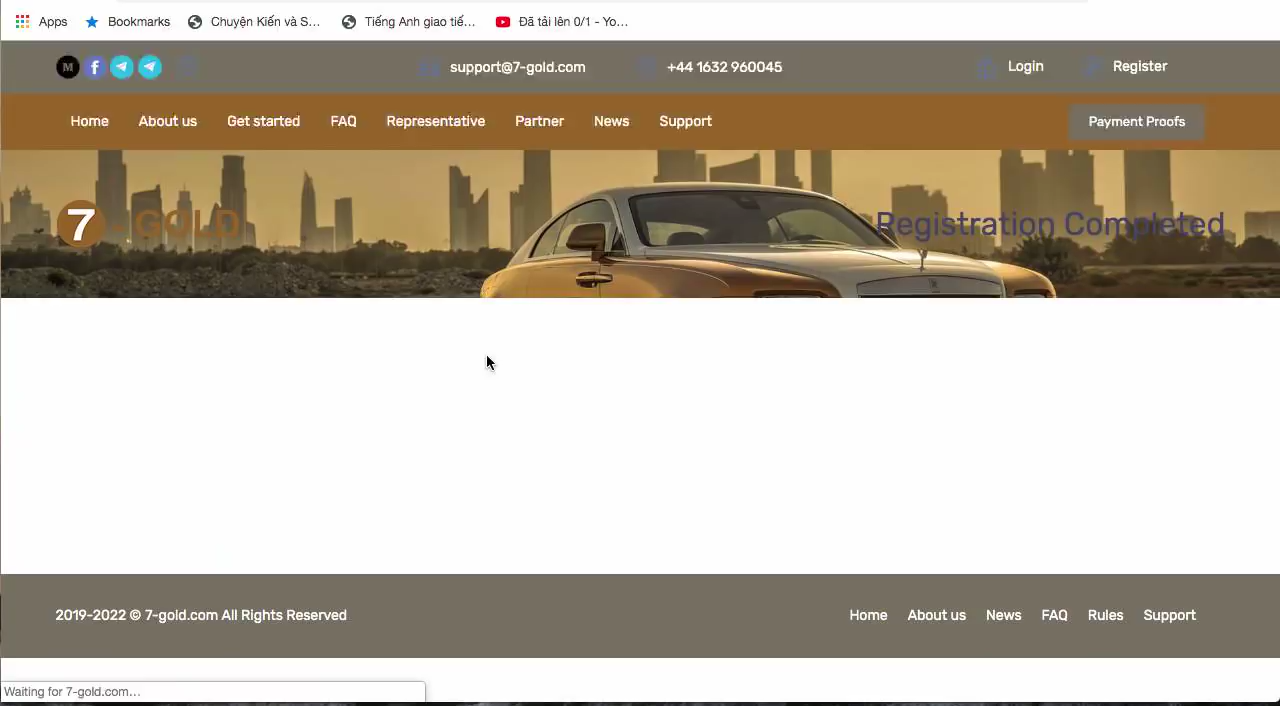 Apps Bookmarks Chuyện Kiến và S... Tiếng Anh giao tiế... Đã tải lên 0/1 - Yo...
M f support@7-gold.com +44 1632 960045 Login Register
Home About us Get started FAQ Representative Partner News Support Payment Proofs
7 - GOLD Registration Completed
2019-2022 © 7-gold.com All Rights Reserved Home About us News FAQ Rules Support
Waiting for 7-gold.com...